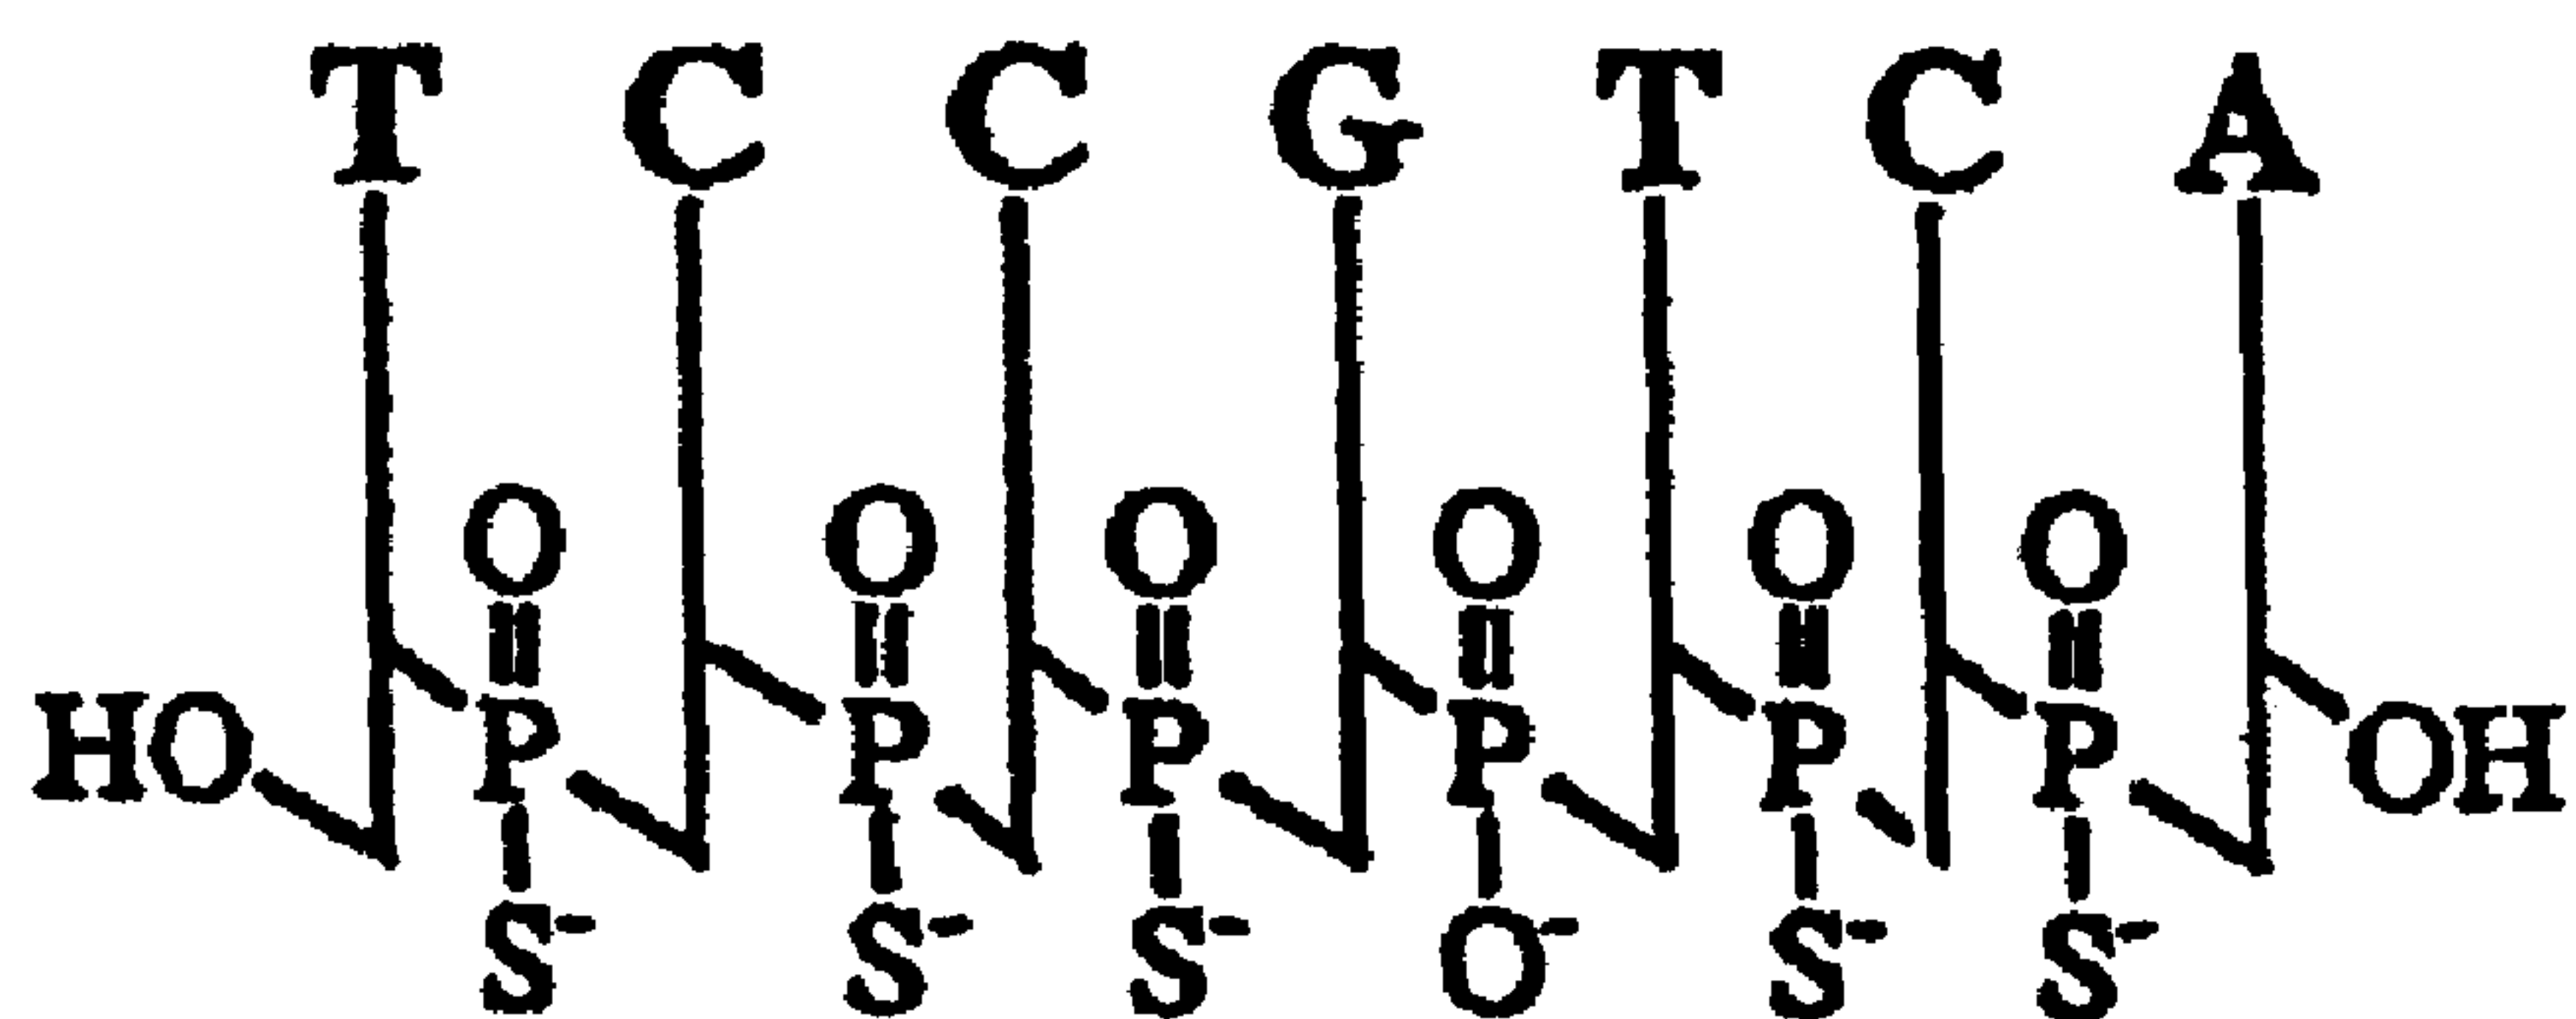 T C C G T C A
O O O O O O
HO P P P P P P OH
S⁻ S⁻ S⁻ O⁻ S⁻ S⁻